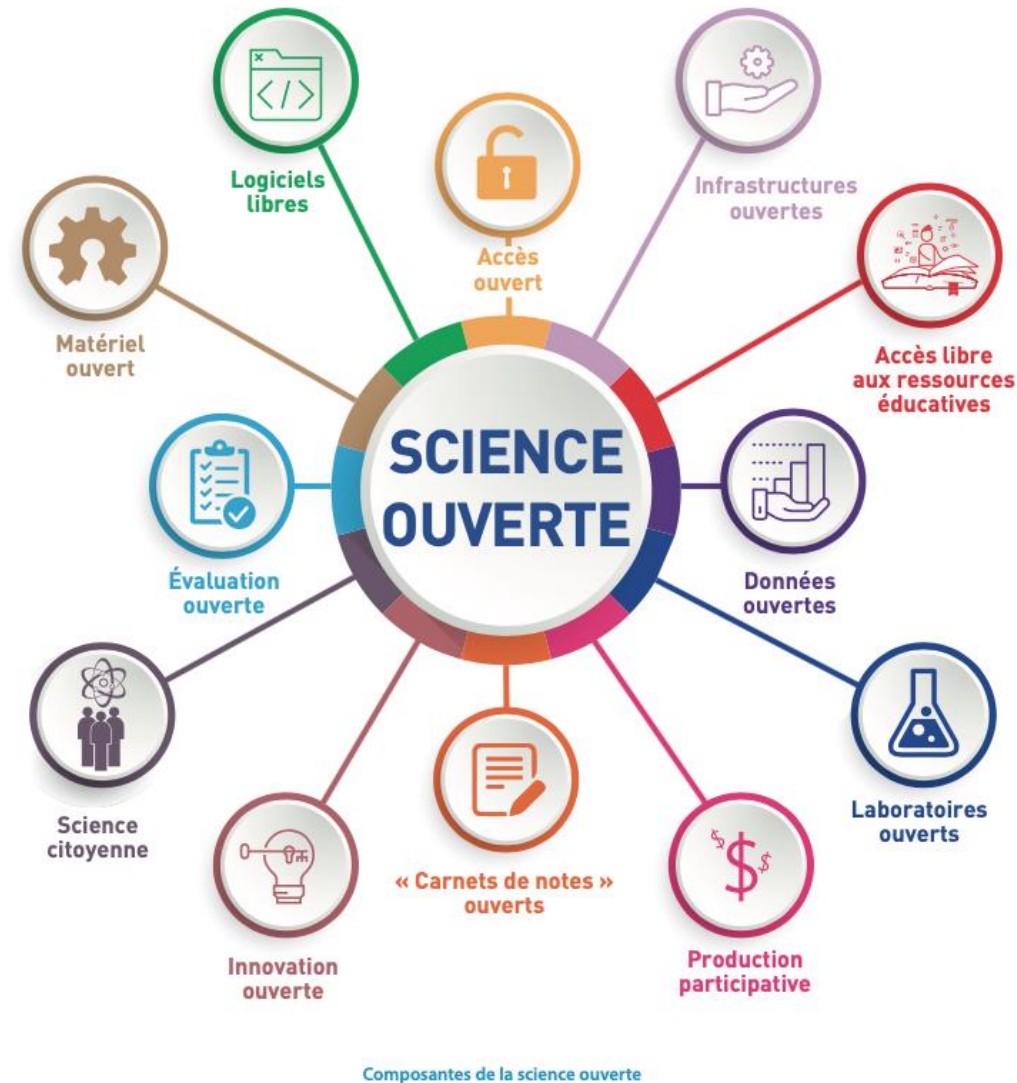 Logiciels
libres
Accès
ouvert
Infrastructures
ouvertes
Matériel
ouvert
Accès libre
aux ressources
éducatives
SCIENCE
OUVERTE
Évaluation
ouverte
Données
ouvertes
Science
citoyenne
Laboratoires
ouverts
« Carnets de notes »
ouverts
Innovation
ouverte
Production
participative
Composantes de la science ouverte